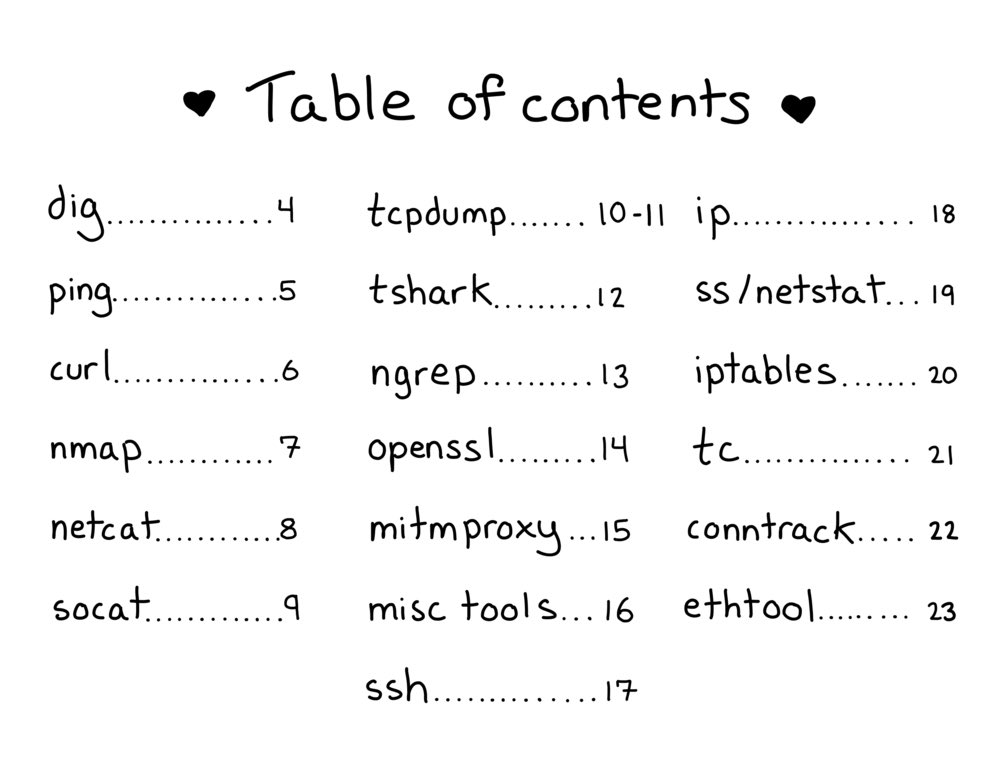 ♥ Table of contents ♥
dig...............4
ping...............5
curl...............6
nmap............7
netcat............8
socat.............9
tcpdump....... 10-11
tshark.........12
ngrep..........13
openssl.........14
mitmproxy...15
misc tools...16
ssh..............17
ip............... 18
ss/netstat... 19
iptables....... 20
tc............... 21
conntrack..... 22
ethtool......... 23